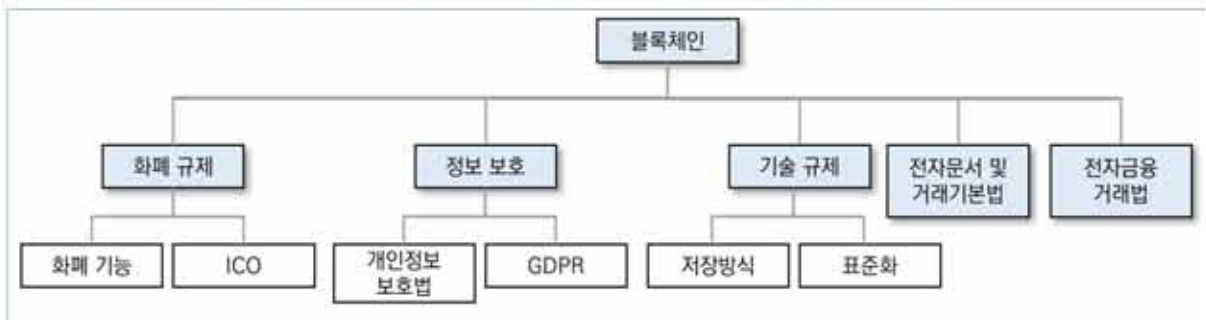 블록체인
화폐 규제
정보 보호
기술 규제
전자문서 및
거래기본법
전자금융
거래법
화폐 기능
ICO
개인정보
보호법
GDPR
저장방식
표준화